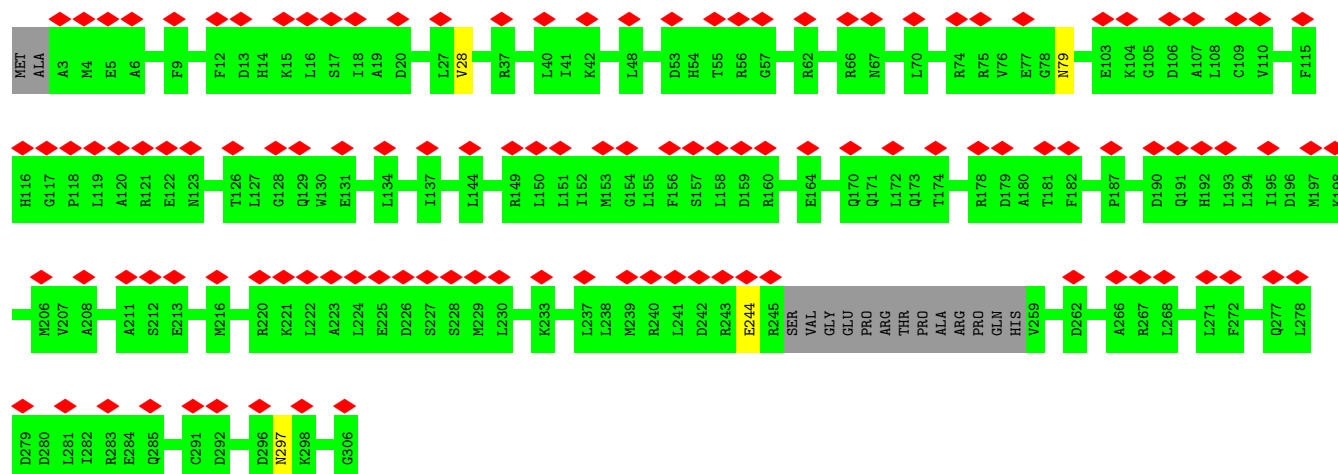 MET ALA A3 M4 E5 A6 F9 F12 D13 H14 K15 L16 S17 I18 A19 D20 L27 V28 R37 L40 I41 K42 L48 D53 H54 T55 R56 G57 R62 R66 N67 L70 R74 R75 V76 E77 G78 N79 E103 K104 G105 D106 A107 L108 C109 V110 F115
H116 G117 P118 L119 A120 R121 E122 N123 T126 L127 G128 Q129 W130 E131 L134 I137 L144 R149 L150 L151 I152 M153 G154 L155 F156 S157 L158 D159 R160 E164 Q170 Q171 L172 Q173 T174 R178 D179 A180 T181 F182 P187 D190 Q191 H192 L193 L194 I195 D196 M197 K198
M206 V207 A208 A211 S212 E213 M216 R220 K221 L222 A223 L224 E225 D226 S227 S228 M229 L230 K233 L237 L238 M239 R240 L241 D242 R243 E244 R245 SER VAL GLY GLU PRO ARG THR PRO ALA ARG PRO GLN HIS V259 D262 A266 R267 L268 L271 F272 Q277 L278
D279 D280 L281 I282 R283 E284 Q285 C291 D292 D296 N297 K298 G306